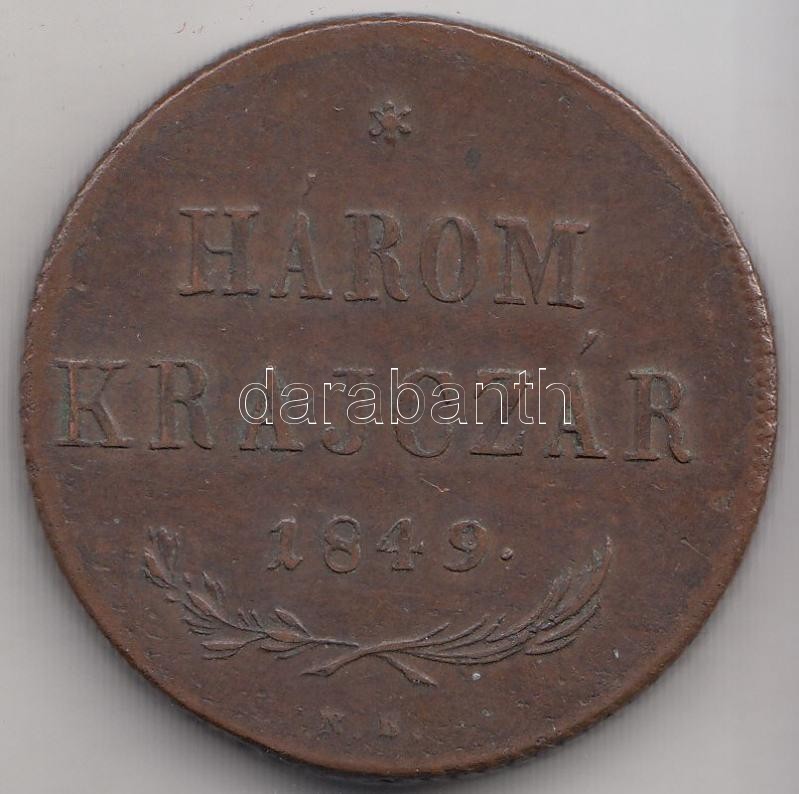 *
HÁROM
KRAJCZÁR
darabanth
1849.
N.B.